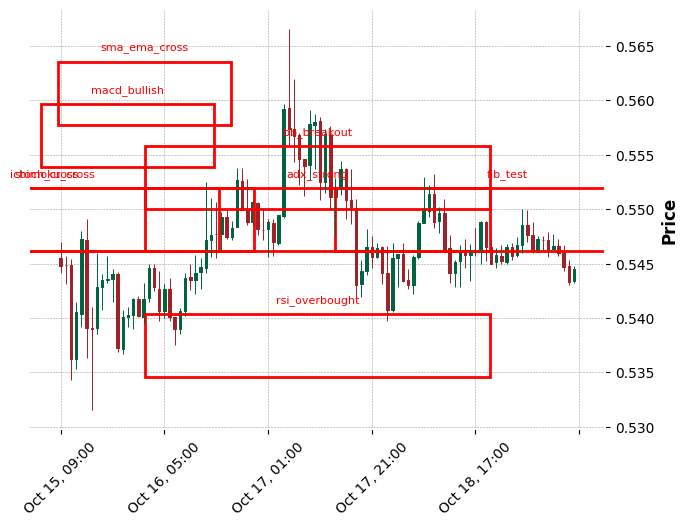 sma_ema_cross
macd_bullish
bb_breakout
adx_strong
fib_test
rsi_overbought
0.565
0.560
0.555
0.550
0.545
0.540
0.535
0.530
Price
Oct 15, 09:00
Oct 16, 05:00
Oct 17, 01:00
Oct 17, 21:00
Oct 18, 17:00